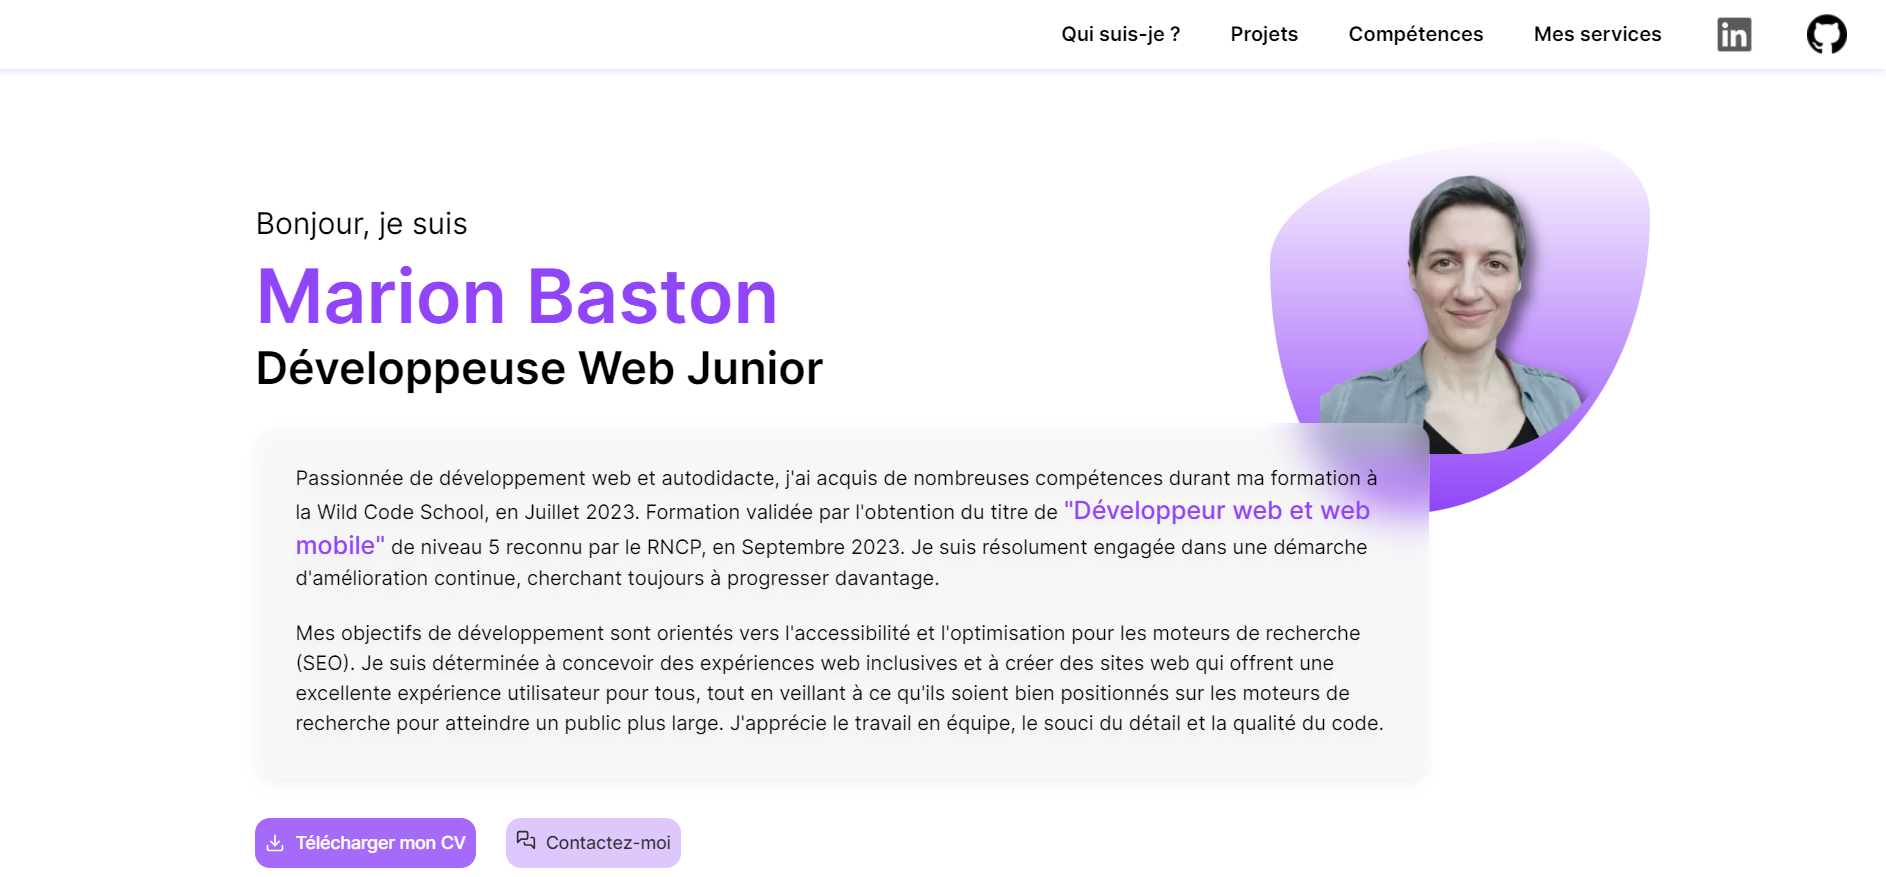 Qui suis-je ? Projets Compétences Mes services in
Bonjour, je suis
Marion Baston
Développeuse Web Junior
Passionnée de développement web et autodidacte, j'ai acquis de nombreuses compétences durant ma formation à
la Wild Code School, en Juillet 2023. Formation validée par l'obtention du titre de "Développeur web et web
mobile" de niveau 5 reconnu par le RNCP, en Septembre 2023. Je suis résolument engagée dans une démarche
d'amélioration continue, cherchant toujours à progresser davantage.
Mes objectifs de développement sont orientés vers l'accessibilité et l'optimisation pour les moteurs de recherche
(SEO). Je suis déterminée à concevoir des expériences web inclusives et à créer des sites web qui offrent une
excellente expérience utilisateur pour tous, tout en veillant à ce qu'ils soient bien positionnés sur les moteurs de
recherche pour atteindre un public plus large. J'apprécie le travail en équipe, le souci du détail et la qualité du code.
Télécharger mon CV Contactez-moi